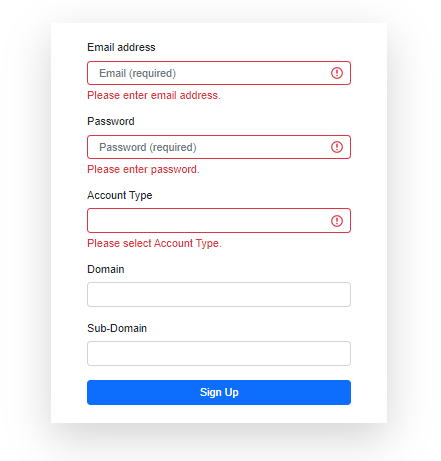 Email address
Email (required)
Please enter email address.
Password
Password (required)
Please enter password.
Account Type
Please select Account Type.
Domain
Sub-Domain
Sign Up